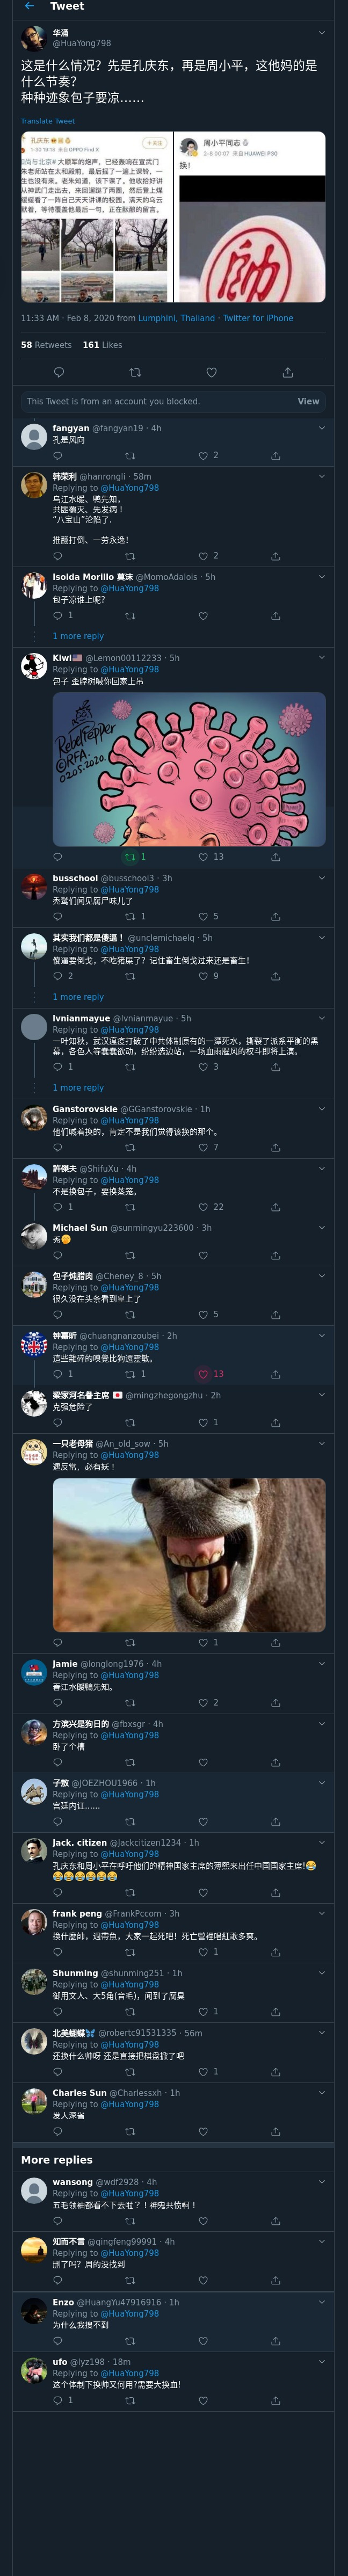 Tweet
华涌
@HuaYong798
这是什么情况？先是孔庆东，再是周小平，这他妈的是
什么节奏？
种种迹象包子要凉……
Translate Tweet
孔庆东
+关注
1-30 19:18 来自 OPPO Find X
大顺军的炮声，已经轰响在宣武门
朱老师站在太和殿前，最后摸了一遍上课铃，一
生也没有来。老朱知道，该下课了。他收拾好讲
从神武门走出去，来回遛跶了两圈，然后登上煤
缓缓看了一阵自己天天讲课的校园，满天的乌云
献着，等待覆盖他最后一句，正在酝酿的留言。
周小平同志
2-8 00:07 来自 HUAWEI P30
换！
帥
11:33 AM · Feb 8, 2020 from Lumphini, Thailand · Twitter for iPhone
58 Retweets 161 Likes
This Tweet is from an account you blocked. View
fangyan @fangyan19 · 4h
孔是风向
2
韩荣利 @hanrongli · 58m
Replying to @HuaYong798
乌江水暖、鸭先知，
共匪覆灭、先发病！
“八宝山”沦陷了.
推翻打倒、一劳永逸！
2
Isolda Morillo 莫沫 @MomoAdalois · 5h
Replying to @HuaYong798
包子凉谁上呢？
1
1 more reply
Kiwi🇺🇸 @Lemon00112233 · 5h
Replying to @HuaYong798
包子 歪脖树喊你回家上吊
RebelPepper
©RFA.
02.05.2020.
1 13
busschool @busschool3 · 3h
Replying to @HuaYong798
秃鹫们闻见腐尸味儿了
1 5
其实我们都是傻逼！ @unclemichaelq · 5h
Replying to @HuaYong798
傻逼要倒戈，不吃猪屎了？记住畜生倒戈过来还是畜生！
2 9
1 more reply
lvnianmayue @lvnianmayue · 5h
Replying to @HuaYong798
一叶知秋，武汉瘟疫打破了中共体制原有的一潭死水，撕裂了派系平衡的黑
幕，各色人等蠢蠢欲动，纷纷选边站，一场血雨腥风的权斗即将上演。
1 3
1 more reply
Ganstorovskie @GGanstorovskie · 1h
Replying to @HuaYong798
他们喊着换的，肯定不是我们觉得该换的那个。
7
許傑夫 @ShifuXu · 4h
Replying to @HuaYong798
不是换包子，要换蒸笼。
1 22
Michael Sun @sunmingyu223600 · 3h
秀🤭
包子炖腊肉 @Cheney_8 · 5h
Replying to @HuaYong798
很久没在头条看到皇上了
5
钟馗昕 @chuangnanzoubei · 2h
Replying to @HuaYong798
這些雜碎的嗅覺比狗還靈敏。
1 1 13
梁家河名誉主席 🇯🇵 @mingzhegongzhu · 2h
克强危险了
1
一只老母猪 @An_old_sow · 5h
Replying to @HuaYong798
遇反常，必有妖！
1
Jamie @longlong1976 · 4h
Replying to @HuaYong798
春江水暖鴨先知。
2
方滨兴是狗日的 @fbxsgr · 4h
Replying to @HuaYong798
卧了个槽
子敖 @JOEZHOU1966 · 1h
Replying to @HuaYong798
宫廷内讧……
Jack. citizen @Jackcitizen1234 · 1h
Replying to @HuaYong798
孔庆东和周小平在呼吁他们的精神国家主席的薄熙来出任中国国家主席!😂
😂😂😂😂😂😂
frank peng @FrankPccom · 3h
Replying to @HuaYong798
换什麼帥，週帶魚，大家一起死吧！死亡營裡唱紅歌多爽。
1
Shunming @shunming251 · 1h
Replying to @HuaYong798
御用文人、大5角(音毛)，闻到了腐臭
1
北美蝴蝶🦋 @robertc91531335 · 56m
Replying to @HuaYong798
还换什么帅呀 还是直接把棋盘掀了吧
1
Charles Sun @Charlessxh · 1h
Replying to @HuaYong798
发人深省
More replies
wansong @wdf2928 · 4h
Replying to @HuaYong798
五毛领袖都看不下去啦？！神鬼共愤啊！
知而不言 @qingfeng99991 · 4h
Replying to @HuaYong798
删了吗？周的没找到
Enzo @HuangYu47916916 · 1h
Replying to @HuaYong798
为什么我搜不到
ufo @lyz198 · 18m
Replying to @HuaYong798
这个体制下换帅又何用?需要大换血!
1